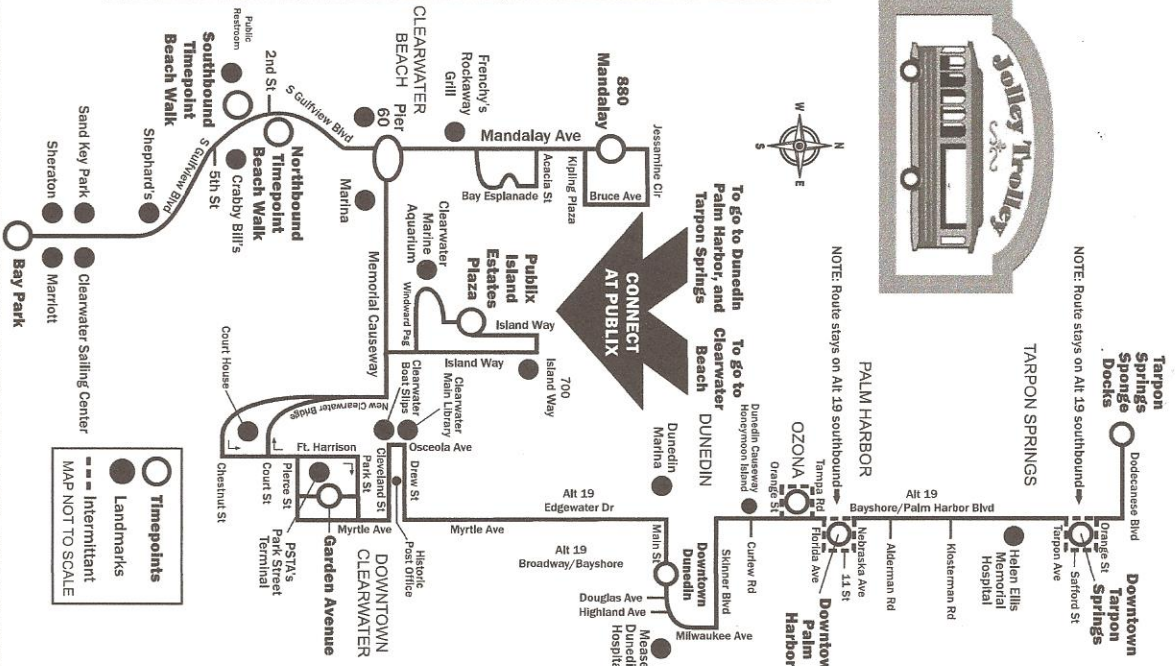 Jolley Trolley
N
W
E
S
NOTE: Route stays on Alt 19 southbound
Tarpon
Springs
Sponge
Docks
Dodecanese Blvd
TARPON SPRINGS
Orange St
Downtown
Tarpon
Springs
Safford St
Tarpon Ave
Helen Ellis
Memorial
Hospital
Klosterman Rd
Alderman Rd
Alt 19
Bayshore/Palm Harbor Blvd
PALM HARBOR
NOTE: Route stays on Alt 19 southbound
Nebraska Ave
11 St
Florida Ave
Tampa Rd
Downtown
Palm
Harbor
OZONA
Orange St
Dunedin Causeway
Honeymoon Island
Curlew Rd
DUNEDIN
Dunedin
Marina
Skinner Blvd
Downtown
Dunedin
Main St
Milwaukee Ave
Douglas Ave
Highland Ave
Mease
Dunedin
Hospital
Alt 19
Broadway/Bayshore
Alt 19
Edgewater Dr
Myrtle Ave
To go to Dunedin
Palm Harbor, and
Tarpon Springs
To go to
Clearwater
Beach
CONNECT
AT PUBLIX
Jessamine Cir
880
Mandalay
Bruce Ave
Kipling Plaza
Acacia St
Bay Esplanade
Mandalay Ave
Frenchy's
Rockaway
Grill
CLEARWATER
BEACH
Pier
60
Marina
S Gulfview Blvd
2nd St
Northbound
Timepoint
Beach Walk
Public
Restroom
Southbound
Timepoint
Beach Walk
Crabby Bill's
5th St
S Gulfview Blvd
Shephard's
Sand Key Park
Clearwater Sailing Center
Sheraton
Marriott
Bay Park
Memorial Causeway
Clearwater
Marine
Aquarium
Windward Psg
Publix
Island
Estates
Plaza
Island Way
Island Way
700
Island Way
Clearwater
Boat Slips
Clearwater
Main Library
Osceola Ave
New Clearwater Bridge
Court House
Ft. Harrison
Drew St
Cleveland St
Park St
Pierce St
Court St
Chestnut St
Myrtle Ave
Historic
Post Office
DOWNTOWN
CLEARWATER
Garden Avenue
PSTA's
Park Street
Terminal
Timepoints
Landmarks
Intermittant
MAP NOT TO SCALE